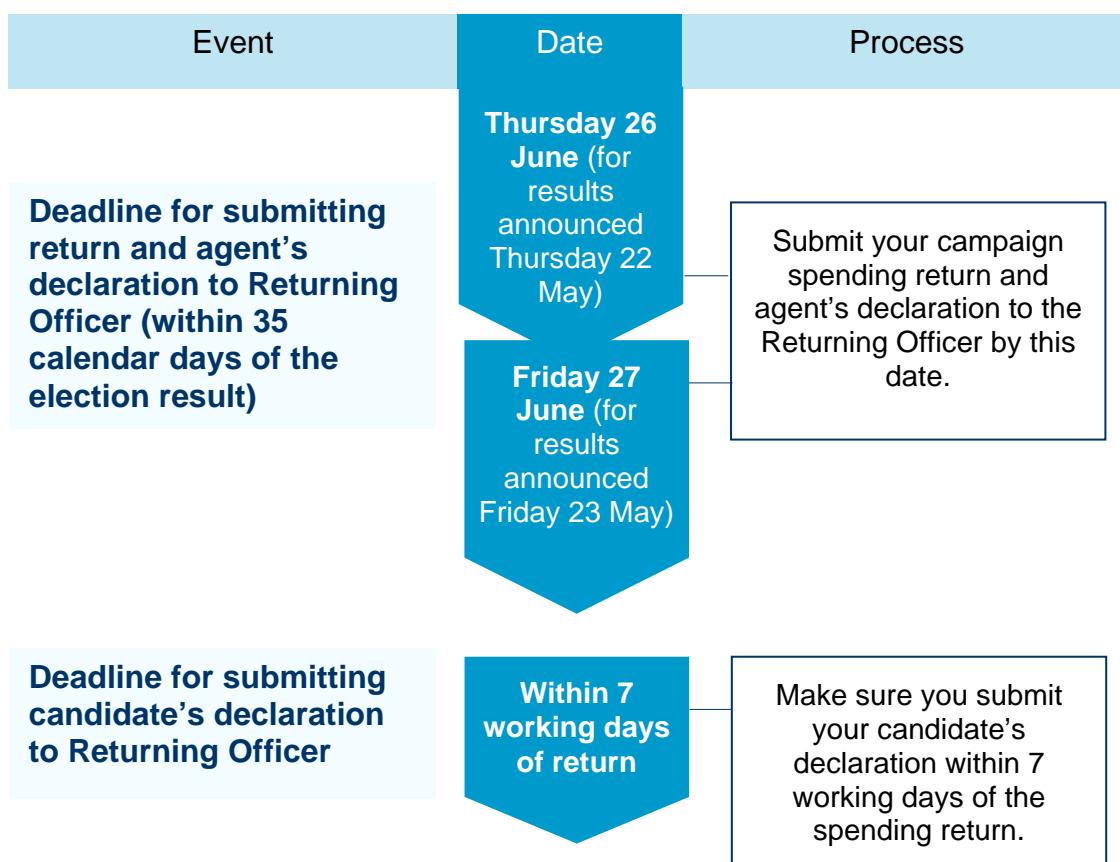 Event
Date
Process
Deadline for submitting
return and agent’s
declaration to Returning
Officer (within 35
calendar days of the
election result)
Thursday 26
June (for
results
announced
Thursday 22
May)
Friday 27
June (for
results
announced
Friday 23 May)
Submit your campaign
spending return and
agent’s declaration to the
Returning Officer by this
date.
Deadline for submitting
candidate’s declaration
to Returning Officer
Within 7
working days
of return
Make sure you submit
your candidate’s
declaration within 7
working days of the
spending return.